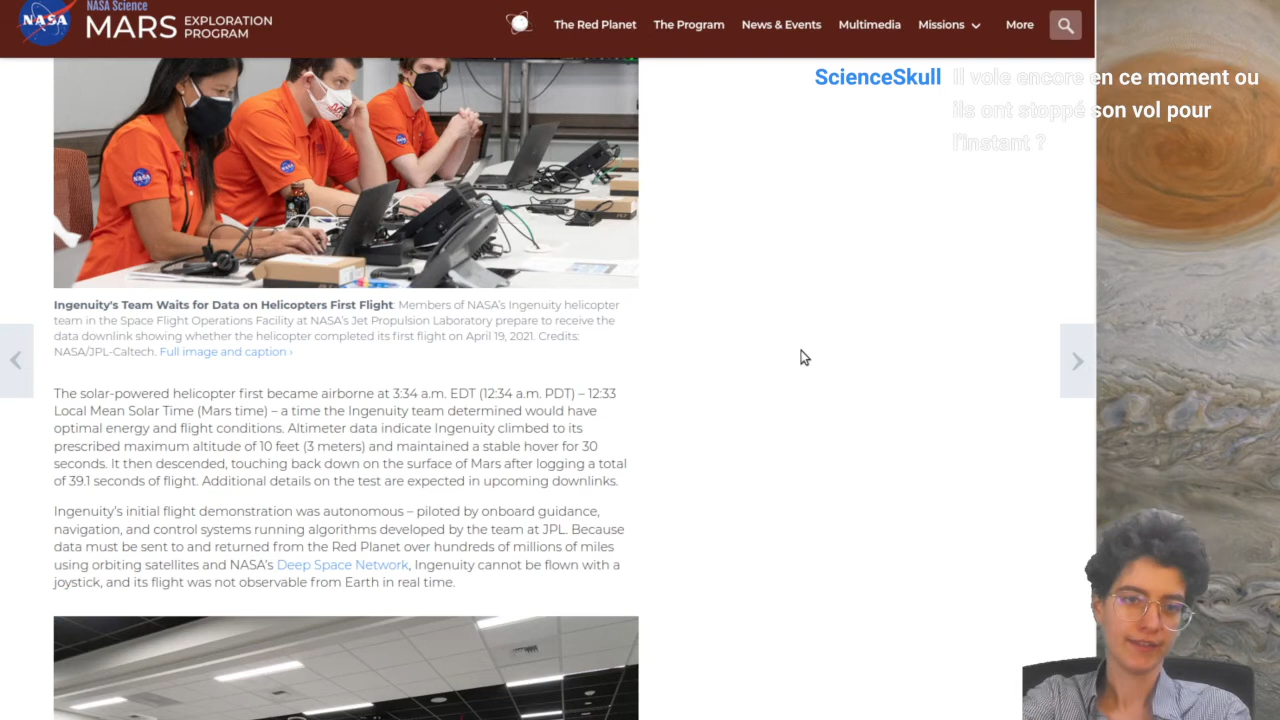 NASA
NASA Science
MARS EXPLORATION PROGRAM
The Red Planet The Program News & Events Multimedia Missions More
ScienceSkull Il vole encore en ce moment ou
ils ont stoppé son vol pour
l'instant ?
Ingenuity's Team Waits for Data on Helicopters First Flight: Members of NASA's Ingenuity helicopter
team in the Space Flight Operations Facility at NASA's Jet Propulsion Laboratory prepare to receive the
data downlink showing whether the helicopter completed its first flight on April 19, 2021. Credits:
NASA/JPL-Caltech. Full image and caption ›
The solar-powered helicopter first became airborne at 3:34 a.m. EDT (12:34 a.m. PDT) – 12:33
Local Mean Solar Time (Mars time) – a time the Ingenuity team determined would have
optimal energy and flight conditions. Altimeter data indicate Ingenuity climbed to its
prescribed maximum altitude of 10 feet (3 meters) and maintained a stable hover for 30
seconds. It then descended, touching back down on the surface of Mars after logging a total
of 39.1 seconds of flight. Additional details on the test are expected in upcoming downlinks.
Ingenuity's initial flight demonstration was autonomous – piloted by onboard guidance,
navigation, and control systems running algorithms developed by the team at JPL. Because
data must be sent to and returned from the Red Planet over hundreds of millions of miles
using orbiting satellites and NASA's Deep Space Network, Ingenuity cannot be flown with a
joystick, and its flight was not observable from Earth in real time.